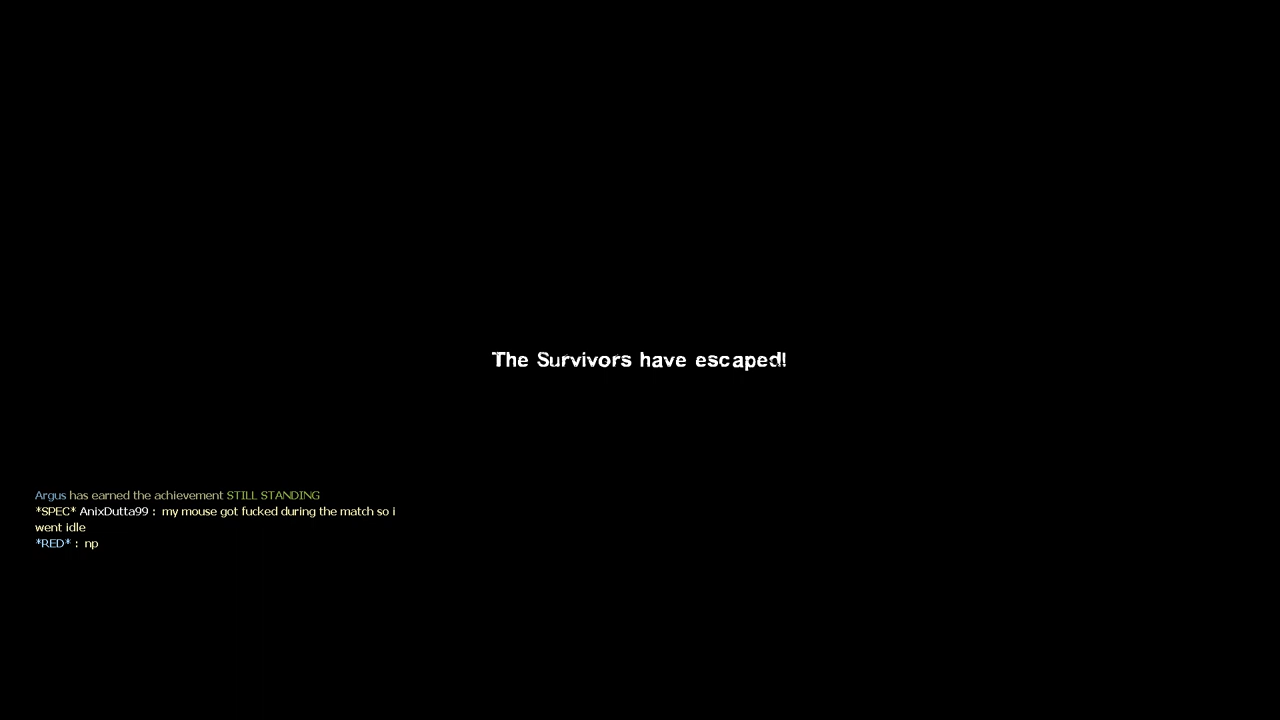 The Survivors have escaped!
Argus has earned the achievement STILL STANDING
*SPEC* AnixDutta99 :  my mouse got fucked during the match so i
went idle
*RED* :  np